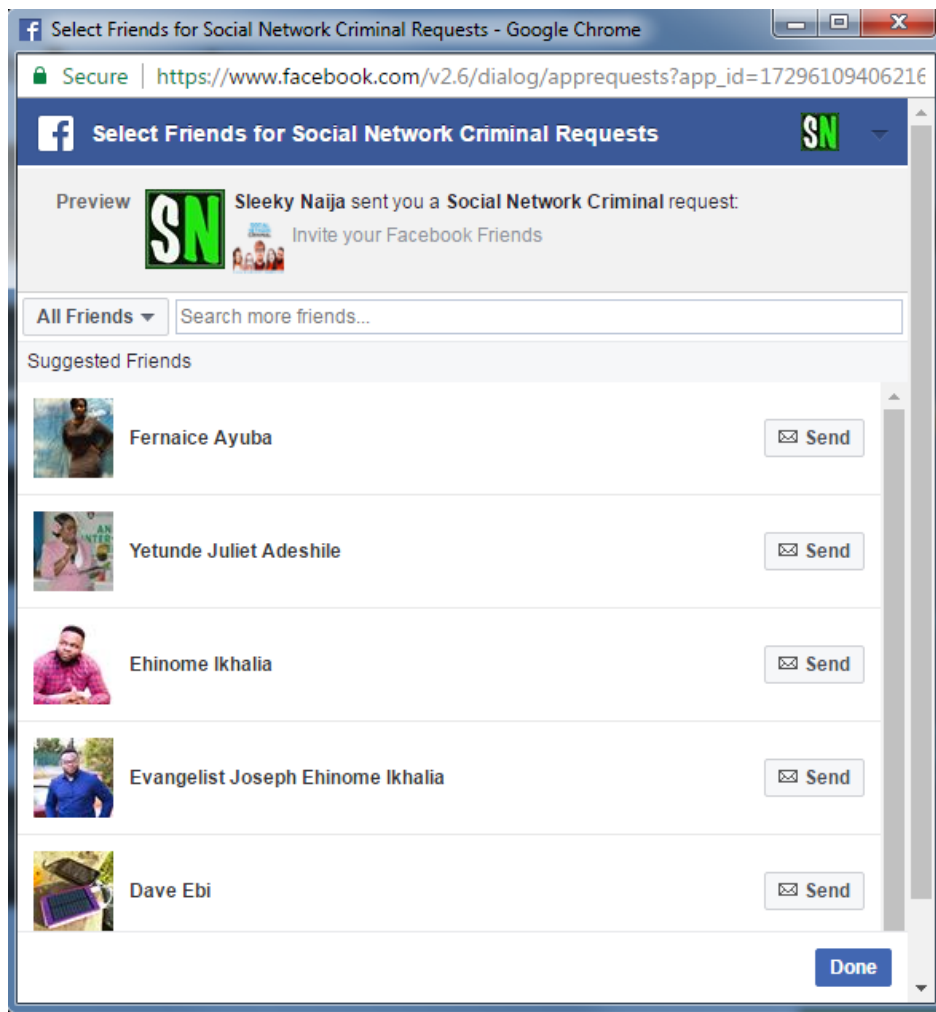 Select Friends for Social Network Criminal Requests - Google Chrome
Secure | https://www.facebook.com/v2.6/dialog/apprequests?app_id=17296109406216
Select Friends for Social Network Criminal Requests
SN
Preview
SN
Sleeky Naija sent you a Social Network Criminal request:
Invite your Facebook Friends
All Friends
Search more friends...
Suggested Friends
Fernaice Ayuba
Send
AN
INTER
Yetunde Juliet Adeshile
Send
Ehinome Ikhalia
Send
Evangelist Joseph Ehinome Ikhalia
Send
Dave Ebi
Send
Done